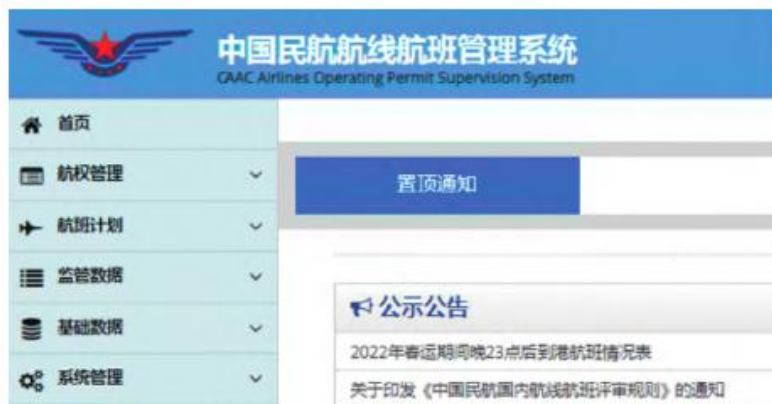 中国民航航线航班管理系统
CAAC Airlines Operating Permit Supervision System
首页
航权管理
航班计划
监管数据
基础数据
系统管理
置顶通知
公示公告
2022年春运期间晚23点后到港航班情况表
关于印发《中国民航国内航线航班评审规则》的通知